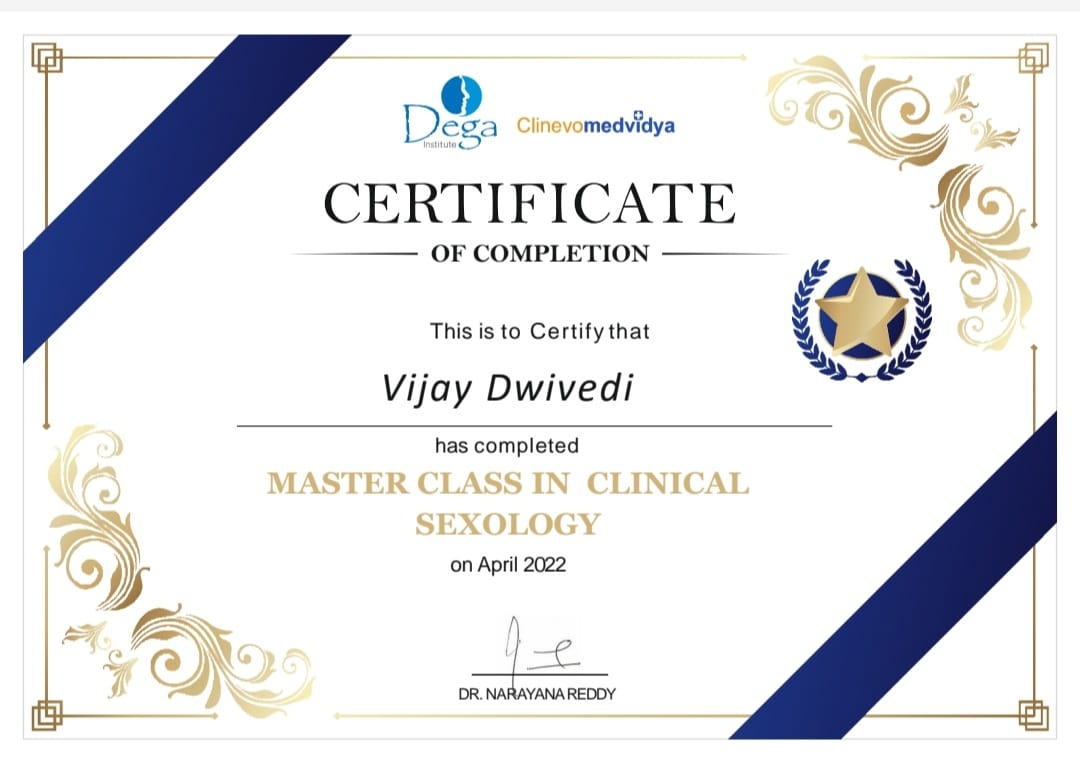 Dega
Institute
Clinevomedvidya
CERTIFICATE
OF COMPLETION
This is to Certify that
Vijay Dwivedi
has completed
MASTER CLASS IN CLINICAL
SEXOLOGY
on April 2022
DR. NARAYANA REDDY